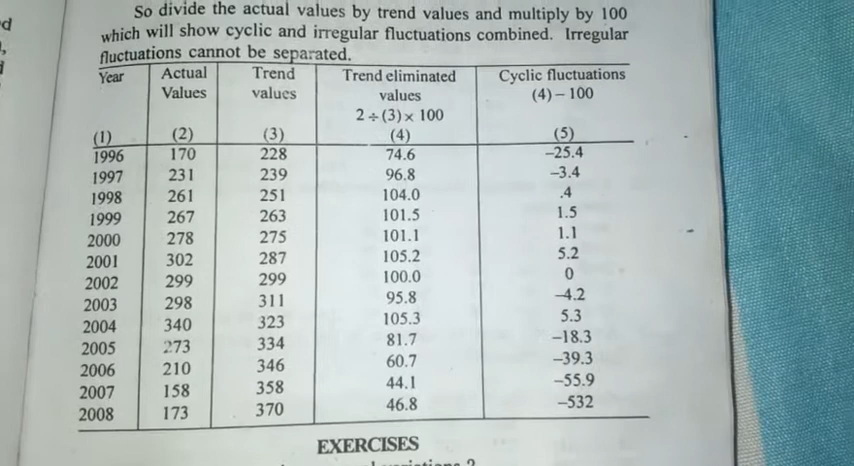 So divide the actual values by trend values and multiply by 100
which will show cyclic and irregular fluctuations combined. Irregular
fluctuations cannot be separated.
Year Actual Trend Trend eliminated Cyclic fluctuations
Values values values (4) – 100
2 ÷ (3) × 100
(1) (2) (3) (4) (5)
1996 170 228 74.6 –25.4
1997 231 239 96.8 –3.4
1998 261 251 104.0 .4
1999 267 263 101.5 1.5
2000 278 275 101.1 1.1
2001 302 287 105.2 5.2
2002 299 299 100.0 0
2003 298 311 95.8 –4.2
2004 340 323 105.3 5.3
2005 273 334 81.7 –18.3
2006 210 346 60.7 –39.3
2007 158 358 44.1 –55.9
2008 173 370 46.8 –532
EXERCISES